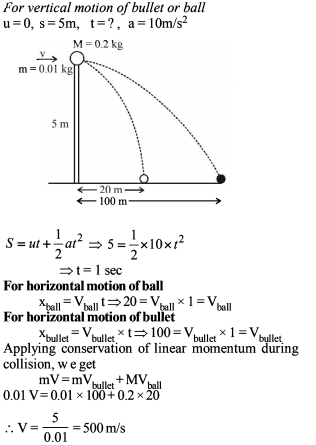 For vertical motion of bullet or ball
u = 0, s = 5m, t = ?, a = 10m/s²
M = 0.2 kg
v
m = 0.01 kg
5 m
20 m
100 m
S = ut + 1/2 at² ⇒ 5 = 1/2 × 10 × t²
⇒ t = 1 sec
For horizontal motion of ball
x_ball = V_ball t ⇒ 20 = V_ball × 1 = V_ball
For horizontal motion of bullet
x_bullet = V_bullet × t ⇒ 100 = V_bullet × 1 = V_bullet
Applying conservation of linear momentum during
collision, we get
mV = mV_bullet + MV_ball
0.01 V = 0.01 × 100 + 0.2 × 20
∴ V = 5/0.01 = 500 m/s